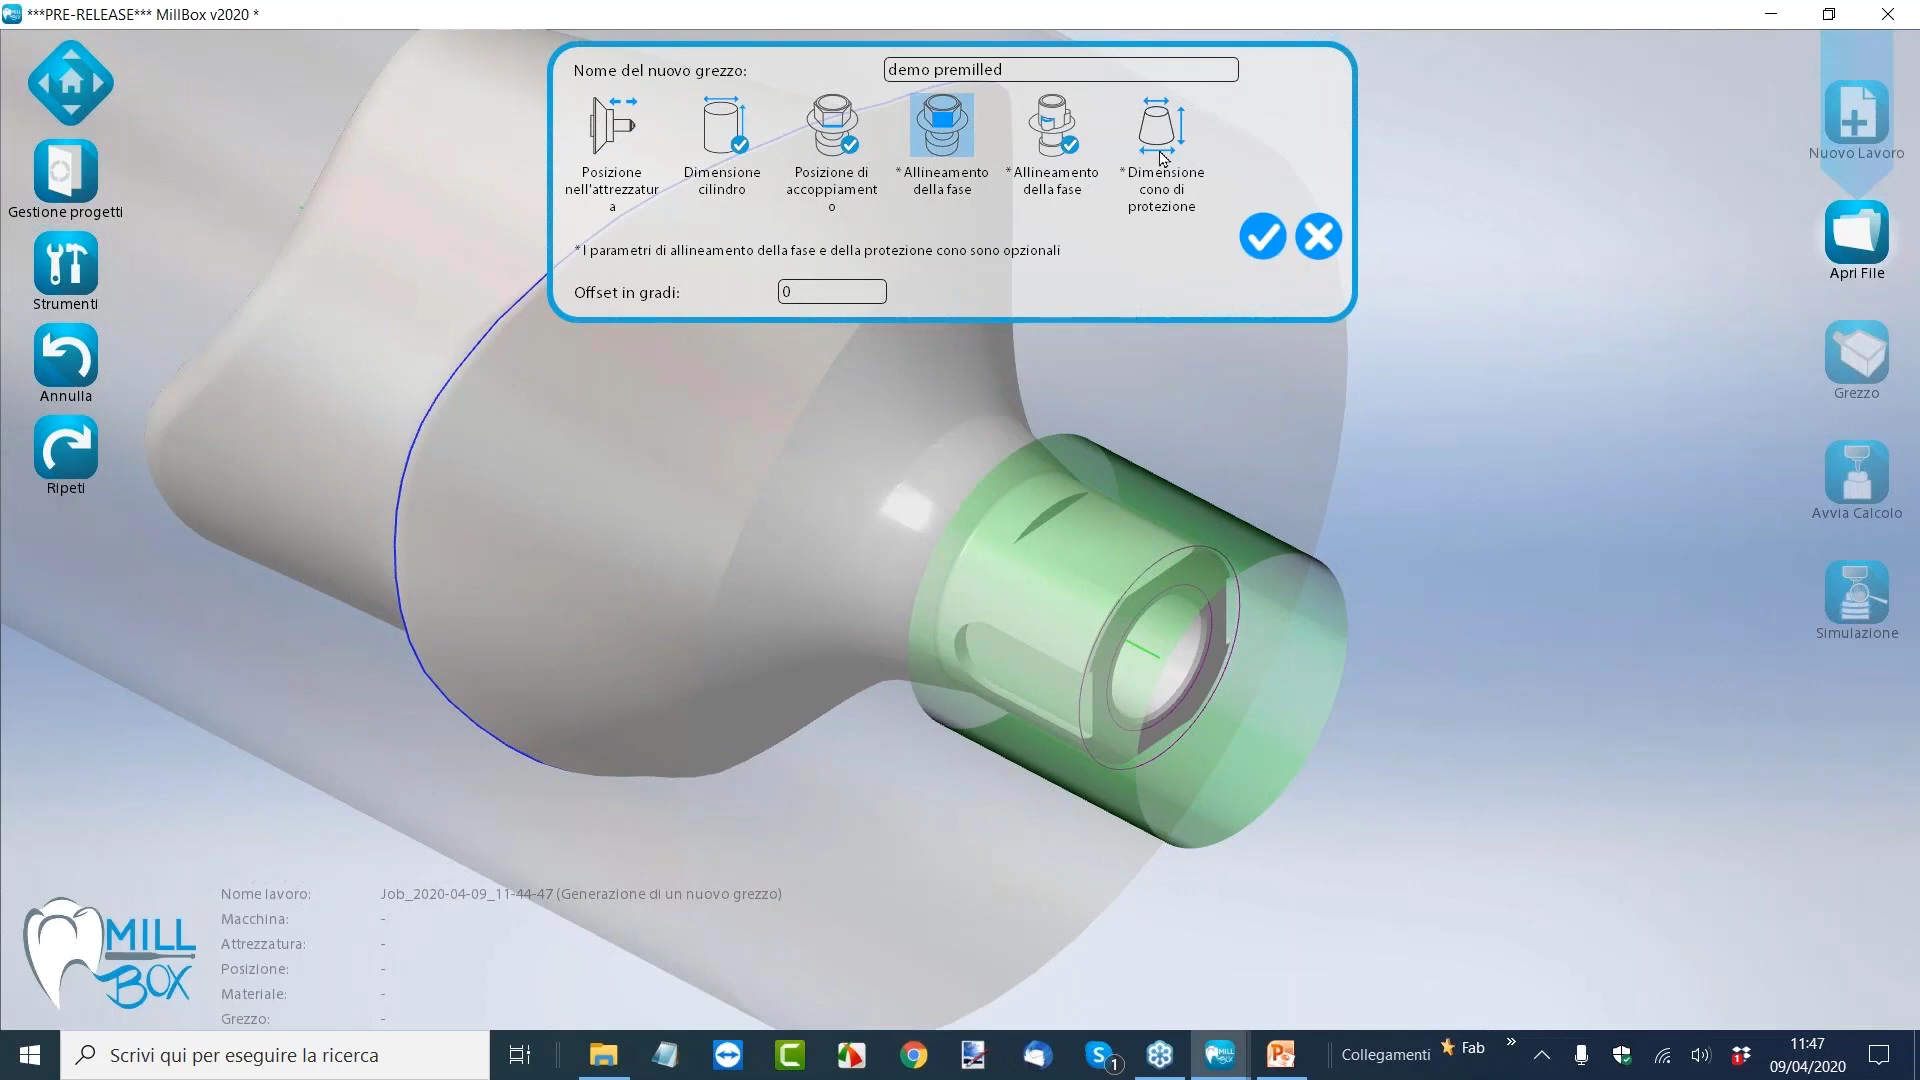 ***PRE-RELEASE*** MillBox v2020 *
Nome del nuovo grezzo:
demo premilled
Posizione
nell'attrezzatur
a
Dimensione
cilindro
Posizione di
accoppiament
o
* Allineamento
della fase
* Allineamento
della fase
* Dimensione
cono di
protezione
* I parametri di allineamento della fase e della protezione cono sono opzionali
Offset in gradi:
0
Gestione progetti
Strumenti
Annulla
Ripeti
Nuovo Lavoro
Apri File
Grezzo
Avvia Calcolo
Simulazione
MILL
BOX
Nome lavoro: Job_2020-04-09_11-44-47 (Generazione di un nuovo grezzo)
Macchina: -
Attrezzatura: -
Posizione: -
Materiale: -
Grezzo: -
Scrivi qui per eseguire la ricerca
1
Collegamenti
Fab
»
1
11:47
09/04/2020